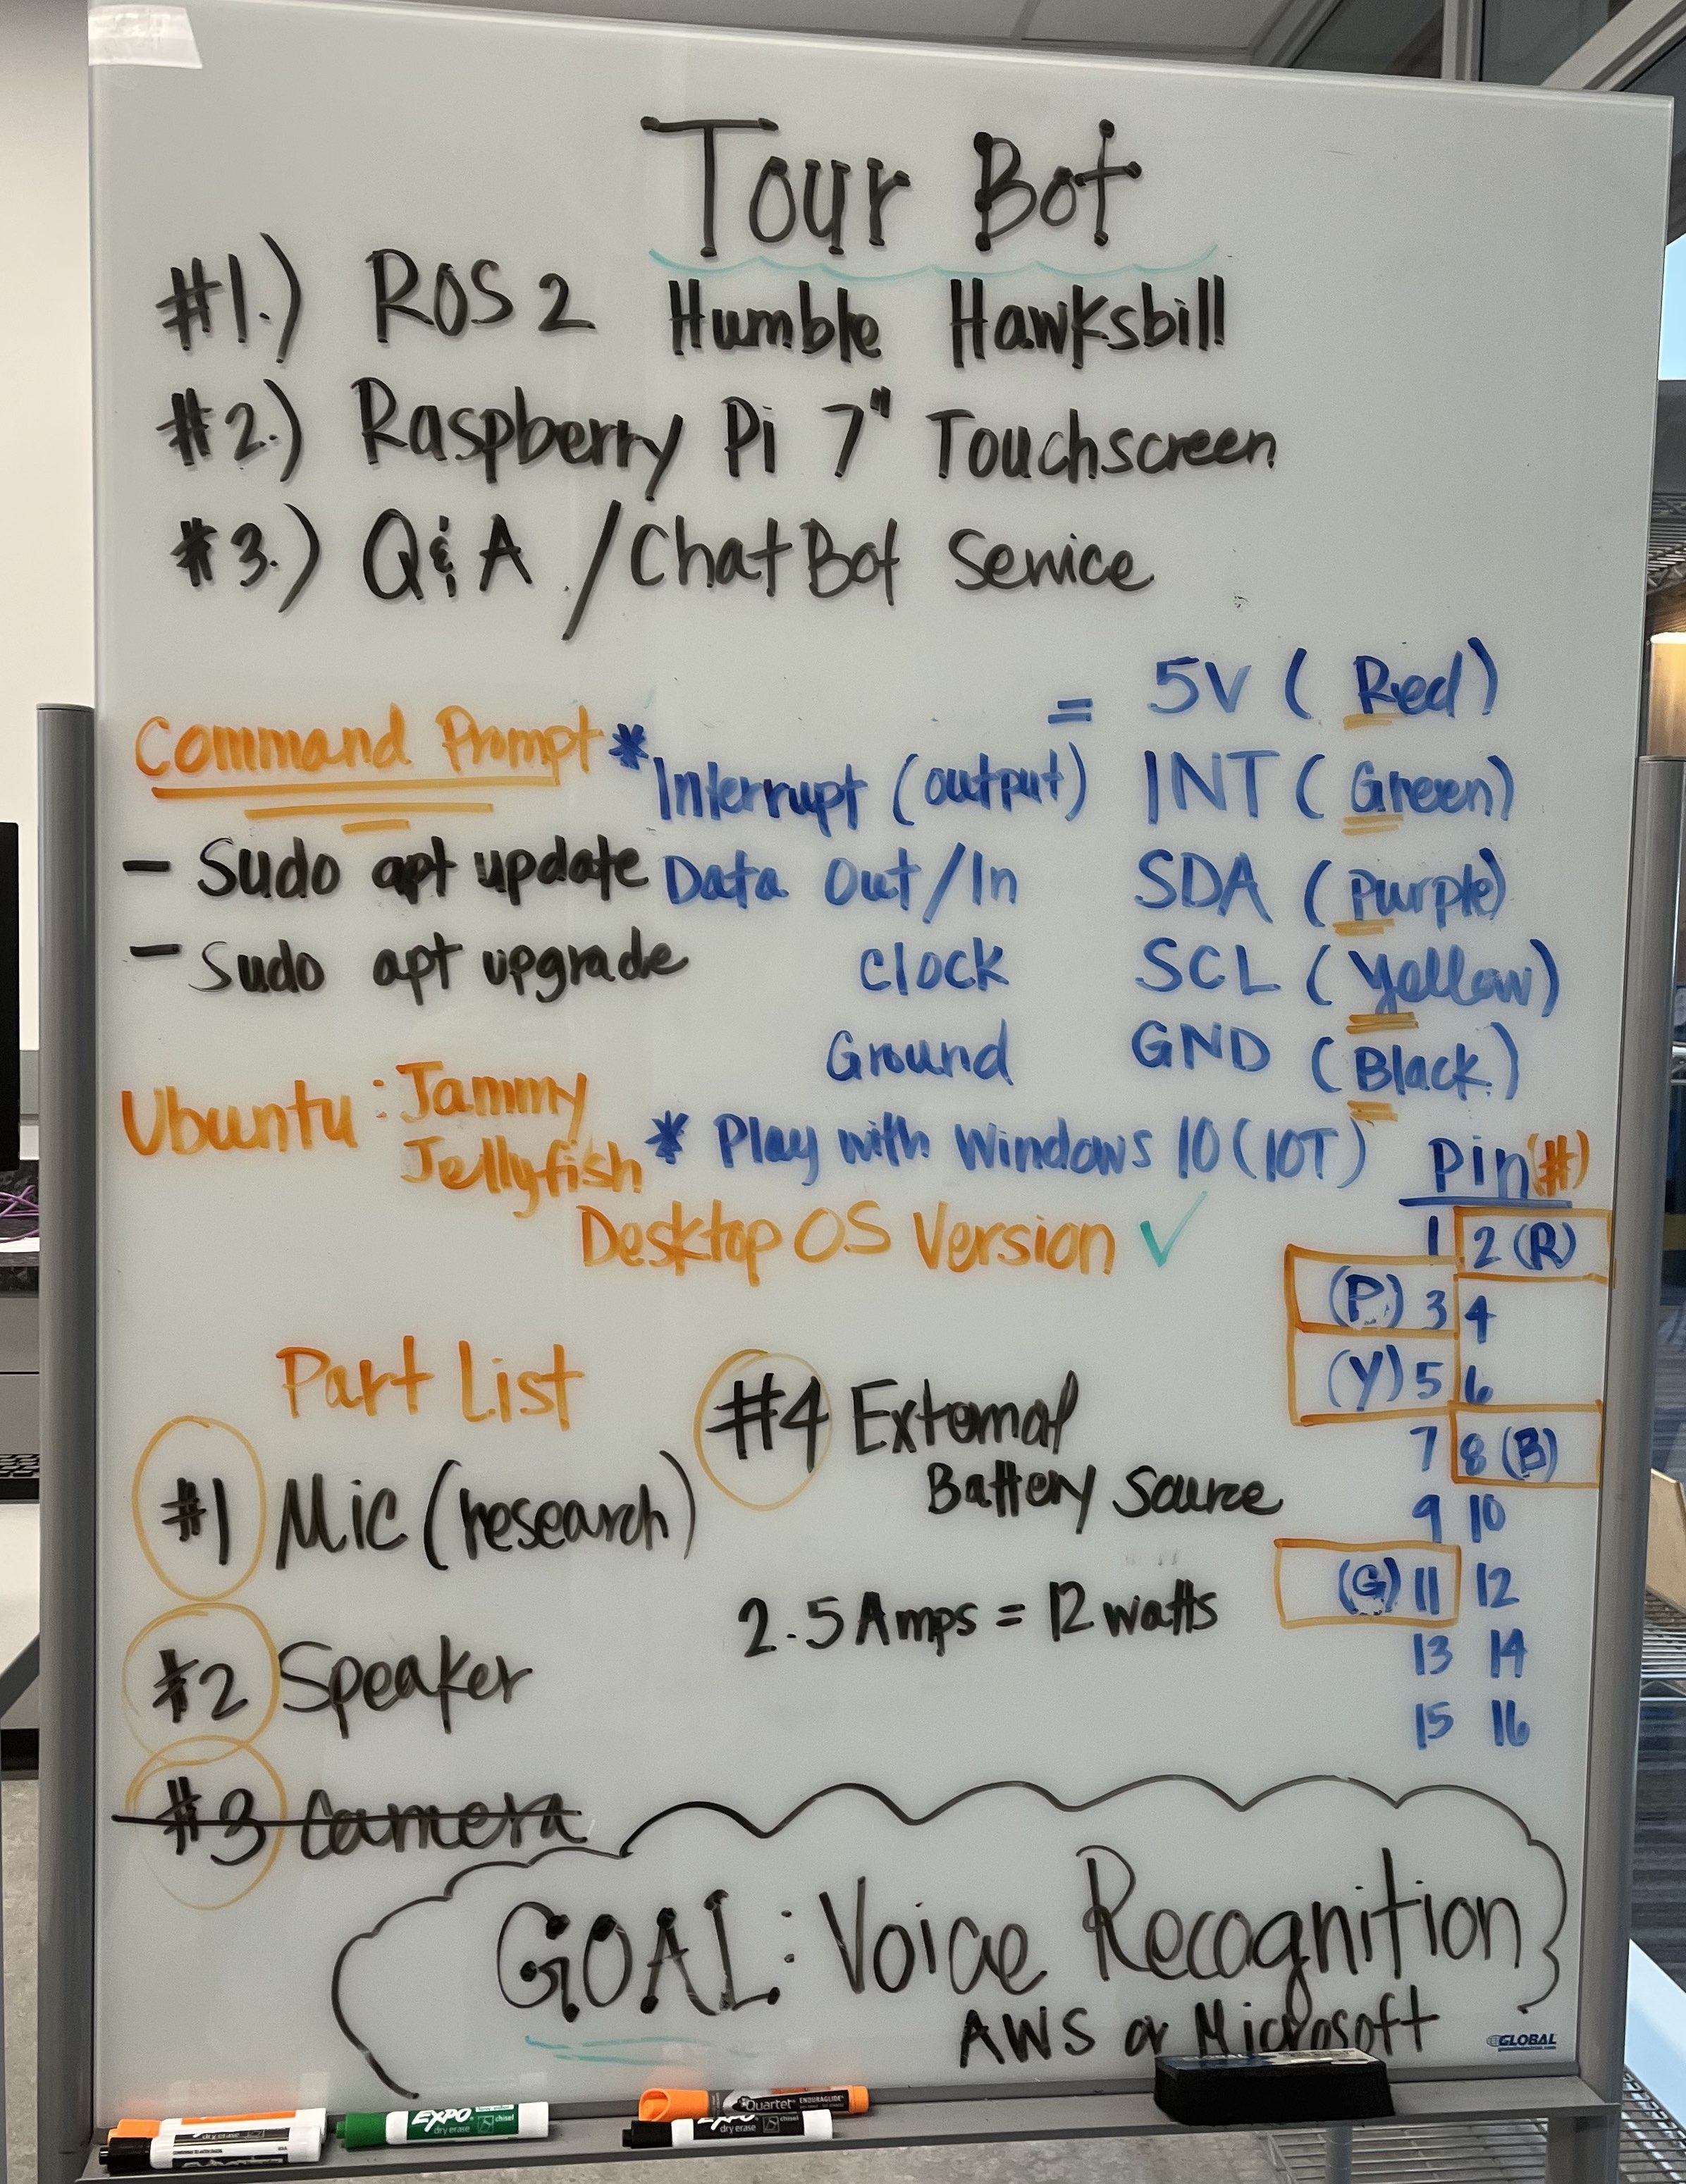 Tour Bot
#1.) ROS 2 Humble Hawksbill
#2.) Raspberry Pi 7" Touchscreen
#3.) Q&A / ChatBot Service
Command Prompt
- Sudo apt update
- Sudo apt upgrade
Ubuntu: Jammy
Jellyfish
* = 5V (Red)
Interrupt (output) INT (Green)
Data Out/In SDA (Purple)
Clock SCL (Yellow)
Ground GND (Black)
* Play with Windows 10 (IOT)
Desktop OS Version ✓
Pin(#)
1 2 (R)
(P) 3 4
(Y) 5 6
7 8 (B)
9 10
(G) 11 12
13 14
15 16
Part List
#1 Mic (research)
#2 Speaker
#3 Camera
#4 External
Battery Source
2.5 Amps = 12 watts
GOAL: Voice Recognition
AWS or Microsoft
GLOBAL
EXPO
dry erase
chisel
Quartet
ENDURAGLIDE
EXPO
dry erase
chisel